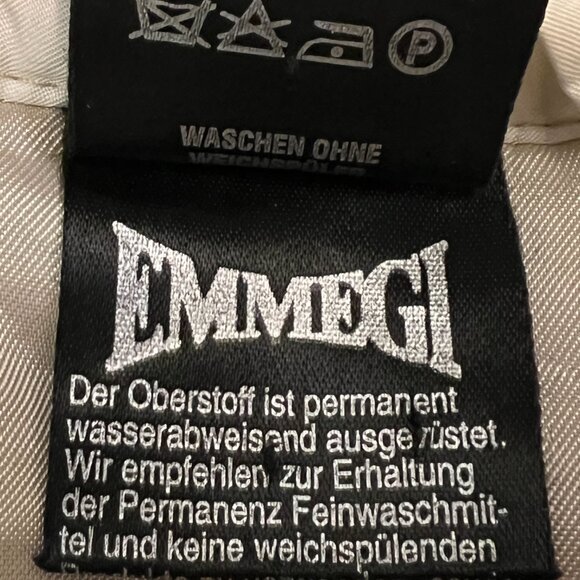 P
WASCHEN OHNE
WEICHSPÜLER
EMMEGI
Der Oberstoff ist permanent
wasserabweisend ausgerüstet.
Wir empfehlen zur Erhaltung
der Permanenz Feinwaschmit-
tel und keine weichspülenden